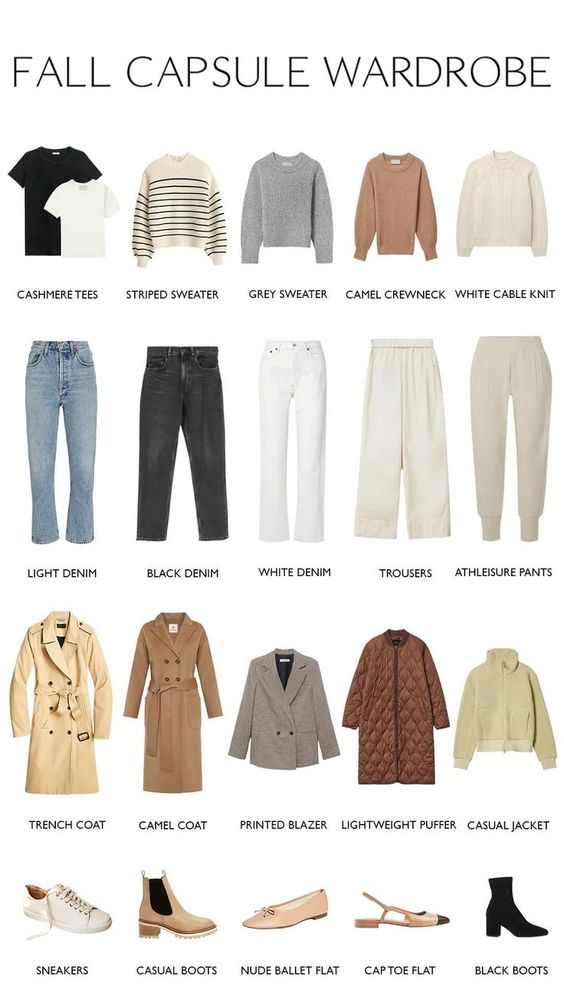 FALL CAPSULE WARDROBE
CASHMERE TEES STRIPED SWEATER GREY SWEATER CAMEL CREWNECK WHITE CABLE KNIT
LIGHT DENIM BLACK DENIM WHITE DENIM TROUSERS ATHLEISURE PANTS
TRENCH COAT CAMEL COAT PRINTED BLAZER LIGHTWEIGHT PUFFER CASUAL JACKET
SNEAKERS CASUAL BOOTS NUDE BALLET FLAT CAP TOE FLAT BLACK BOOTS